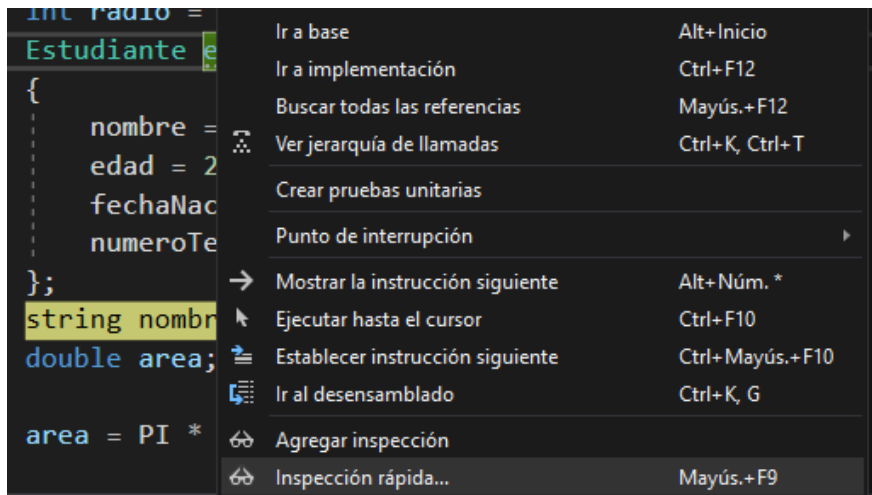 int radio =
Estudiante e
{
nombre =
edad = 2
fechaNac
numeroTe
};
string nombr
double area;
area = PI *
Ir a base Alt+Inicio
Ir a implementación Ctrl+F12
Buscar todas las referencias Mayús.+F12
Ver jerarquía de llamadas Ctrl+K, Ctrl+T
Crear pruebas unitarias
Punto de interrupción
Mostrar la instrucción siguiente Alt+Núm. *
Ejecutar hasta el cursor Ctrl+F10
Establecer instrucción siguiente Ctrl+Mayús.+F10
Ir al desensamblado Ctrl+K, G
Agregar inspección
Inspección rápida... Mayús.+F9